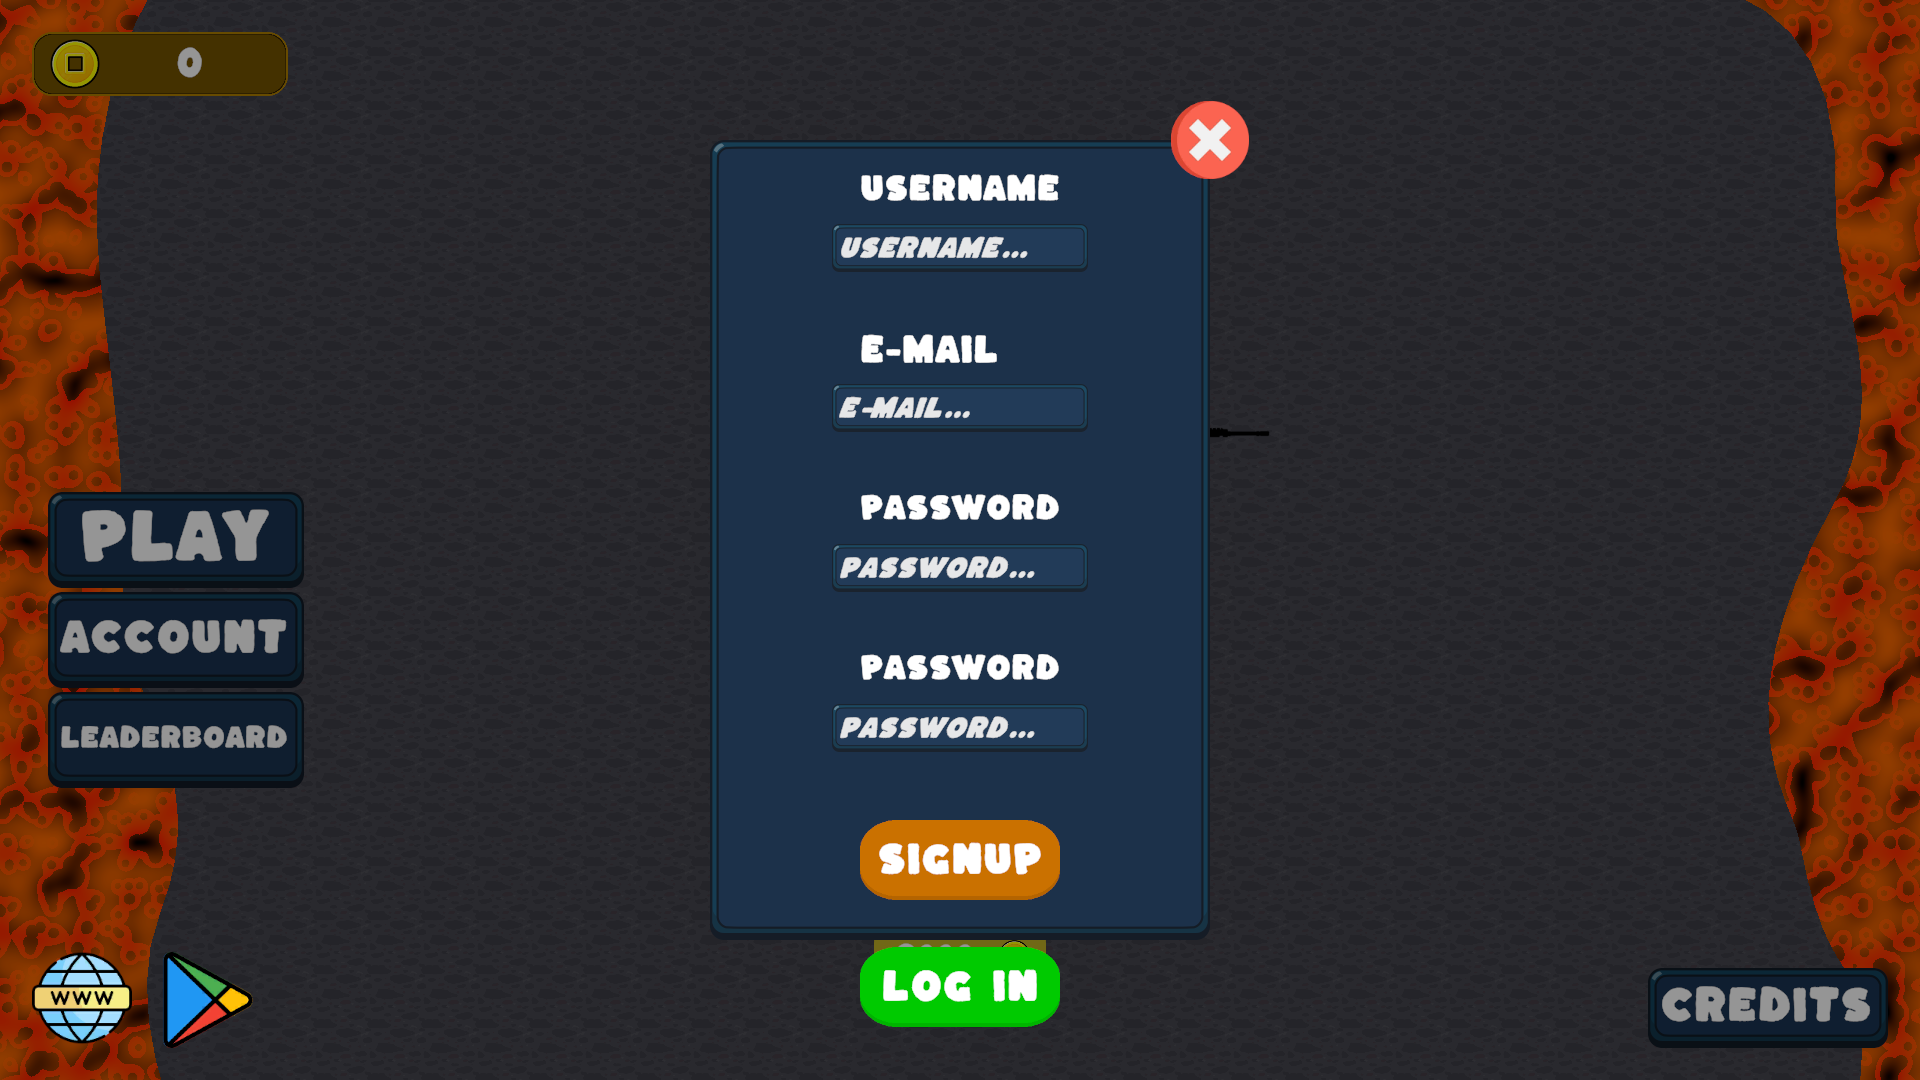 0
USERNAME
USERNAME...
E-MAIL
E-MAIL...
PASSWORD
PASSWORD...
PASSWORD
PASSWORD...
SIGNUP
LOG IN
PLAY
ACCOUNT
LEADERBOARD
WWW
CREDITS